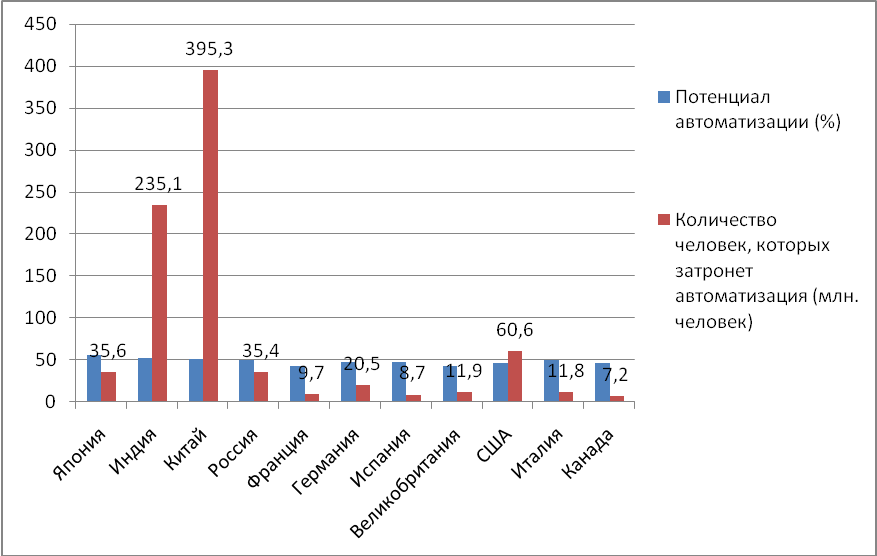 450
400
350
300
250
200
150
100
50
0
35,6
235,1
395,3
35,4
9,7
20,5
8,7
11,9
60,6
11,8
7,2
Япония
Индия
Китай
Россия
Франция
Германия
Испания
Великобритания
США
Италия
Канада
Потенциал
автоматизации (%)
Количество
человек, которых
затронет
автоматизация (млн.
человек)